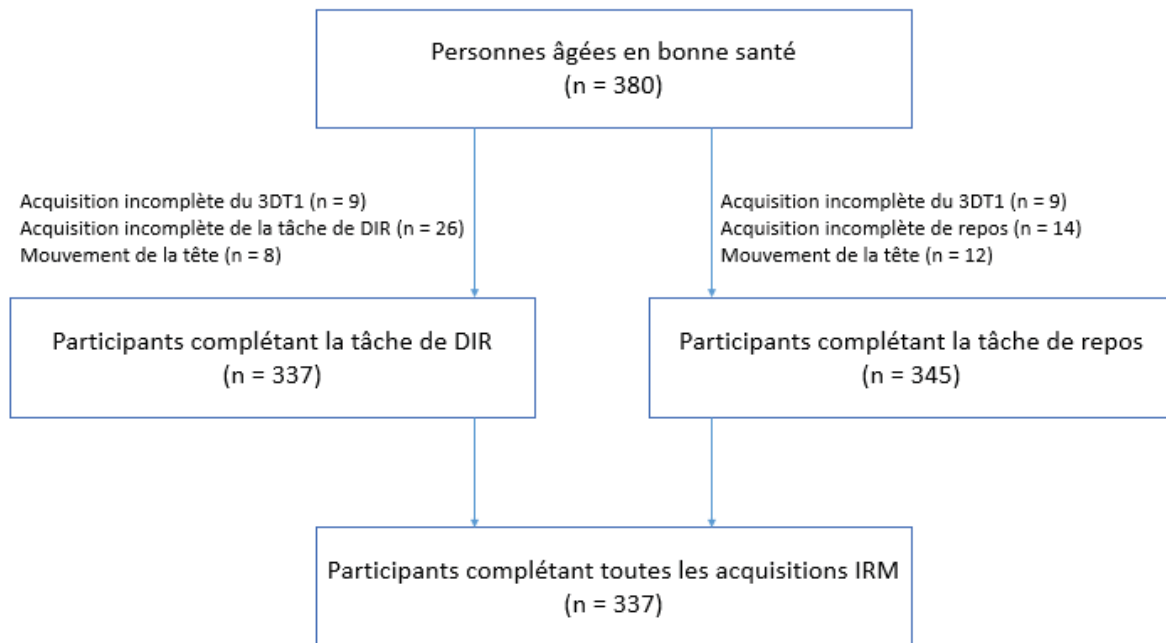 Personnes âgées en bonne santé
(n = 380)
Acquisition incomplète du 3DT1 (n = 9)
Acquisition incomplète de la tâche de DIR (n = 26)
Mouvement de la tête (n = 8)
Acquisition incomplète du 3DT1 (n = 9)
Acquisition incomplète de repos (n = 14)
Mouvement de la tête (n = 12)
Participants complétant la tâche de DIR
(n = 337)
Participants complétant la tâche de repos
(n = 345)
Participants complétant toutes les acquisitions IRM
(n = 337)